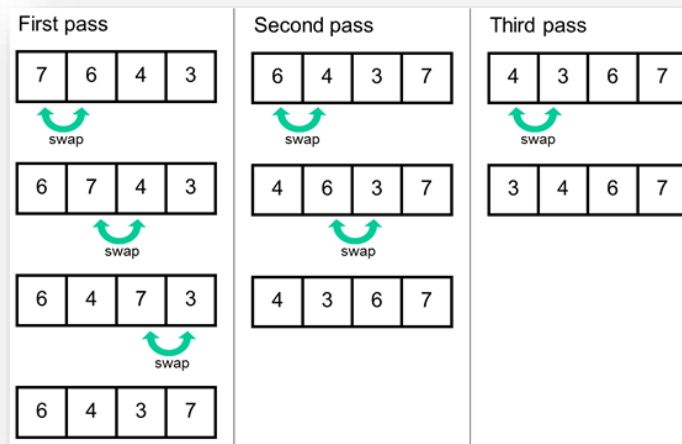 First pass
7 6 4 3
swap
6 7 4 3
swap
6 4 7 3
swap
6 4 3 7
Second pass
6 4 3 7
swap
4 6 3 7
swap
4 3 6 7
Third pass
4 3 6 7
swap
3 4 6 7